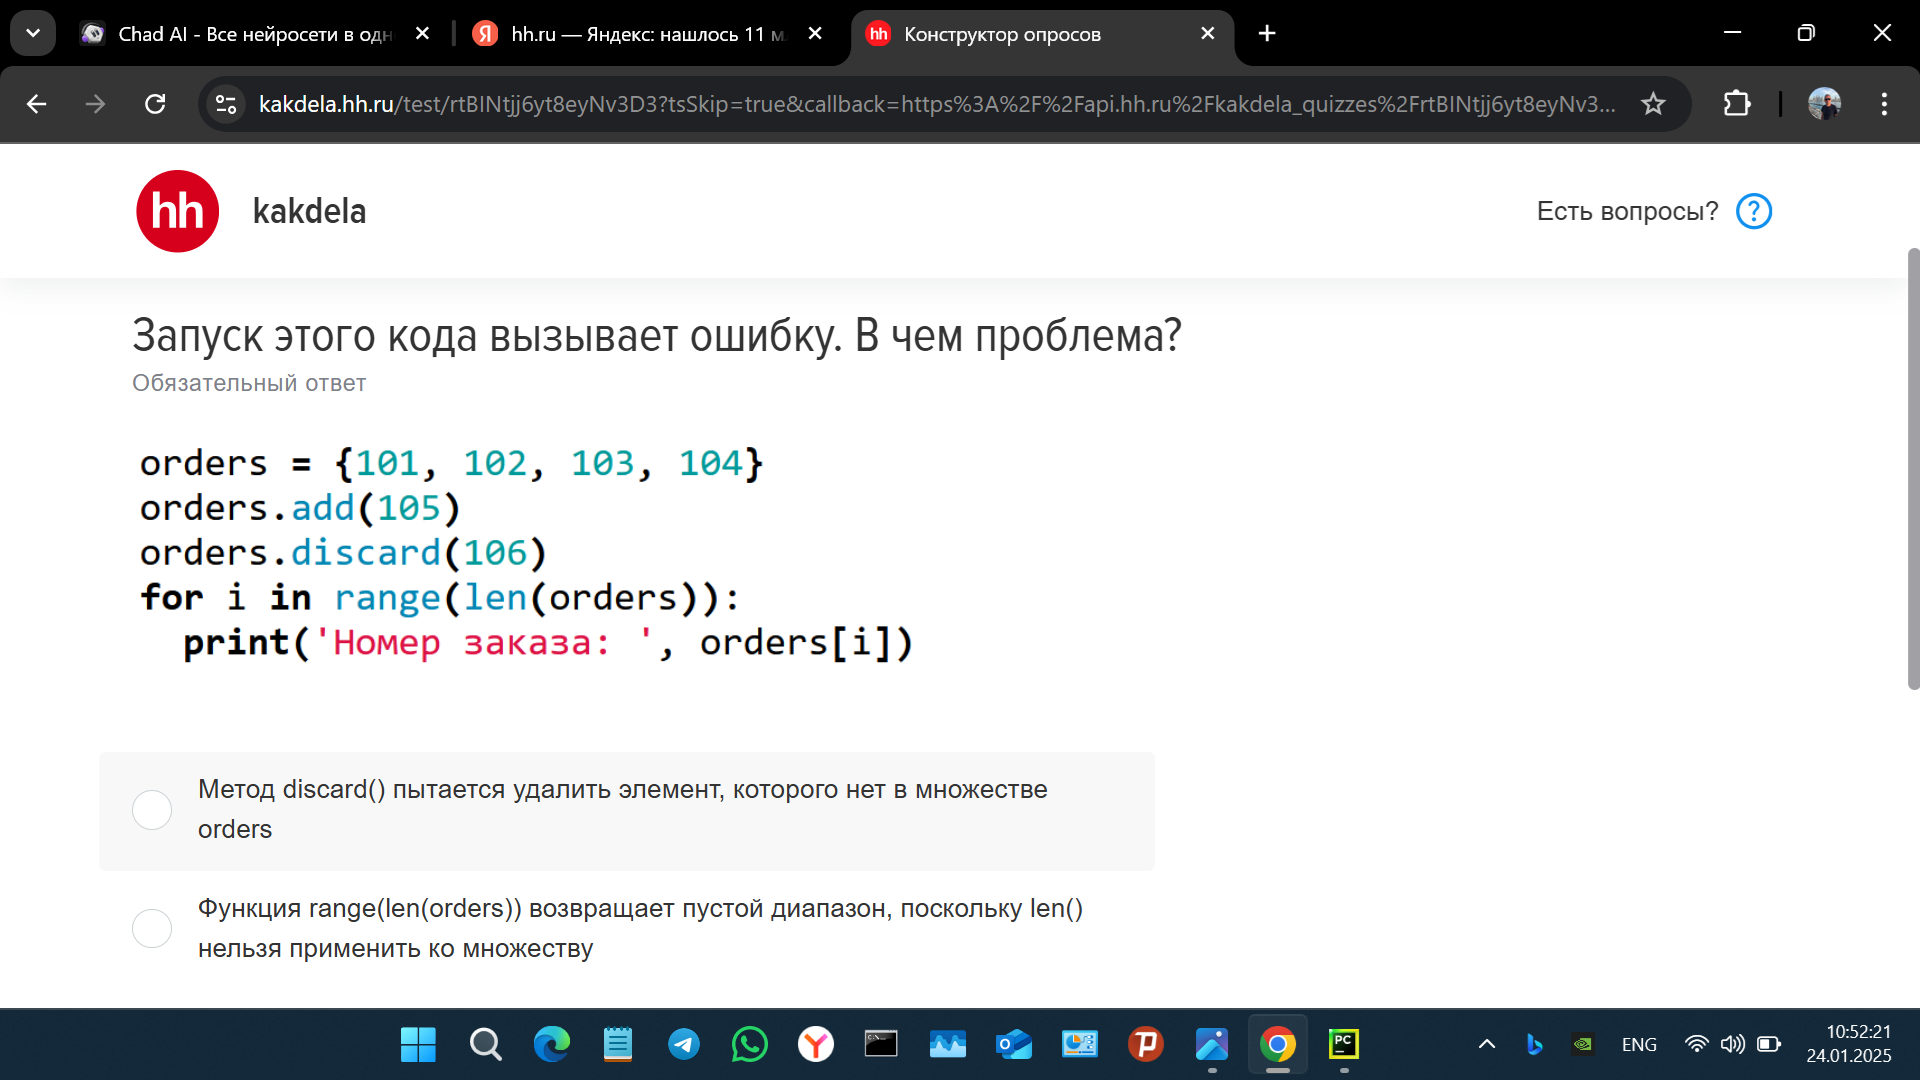 Chad AI - Все нейросети в одн
hh.ru — Яндекс: нашлось 11 м
Конструктор опросов
kakdela.hh.ru/test/rtBINtjj6yt8eyNv3D3?tsSkip=true&callback=https%3A%2F%2Fapi.hh.ru%2Fkakdela_quizzes%2FrtBINtjj6yt8eyNv3...
hh
kakdela
Есть вопросы?
Запуск этого кода вызывает ошибку. В чем проблема?
Обязательный ответ
orders = {101, 102, 103, 104}
orders.add(105)
orders.discard(106)
for i in range(len(orders)):
print('Номер заказа: ', orders[i])
Метод discard() пытается удалить элемент, которого нет в множестве
orders
Функция range(len(orders)) возвращает пустой диапазон, поскольку len()
нельзя применить ко множеству
ENG
10:52:21
24.01.2025